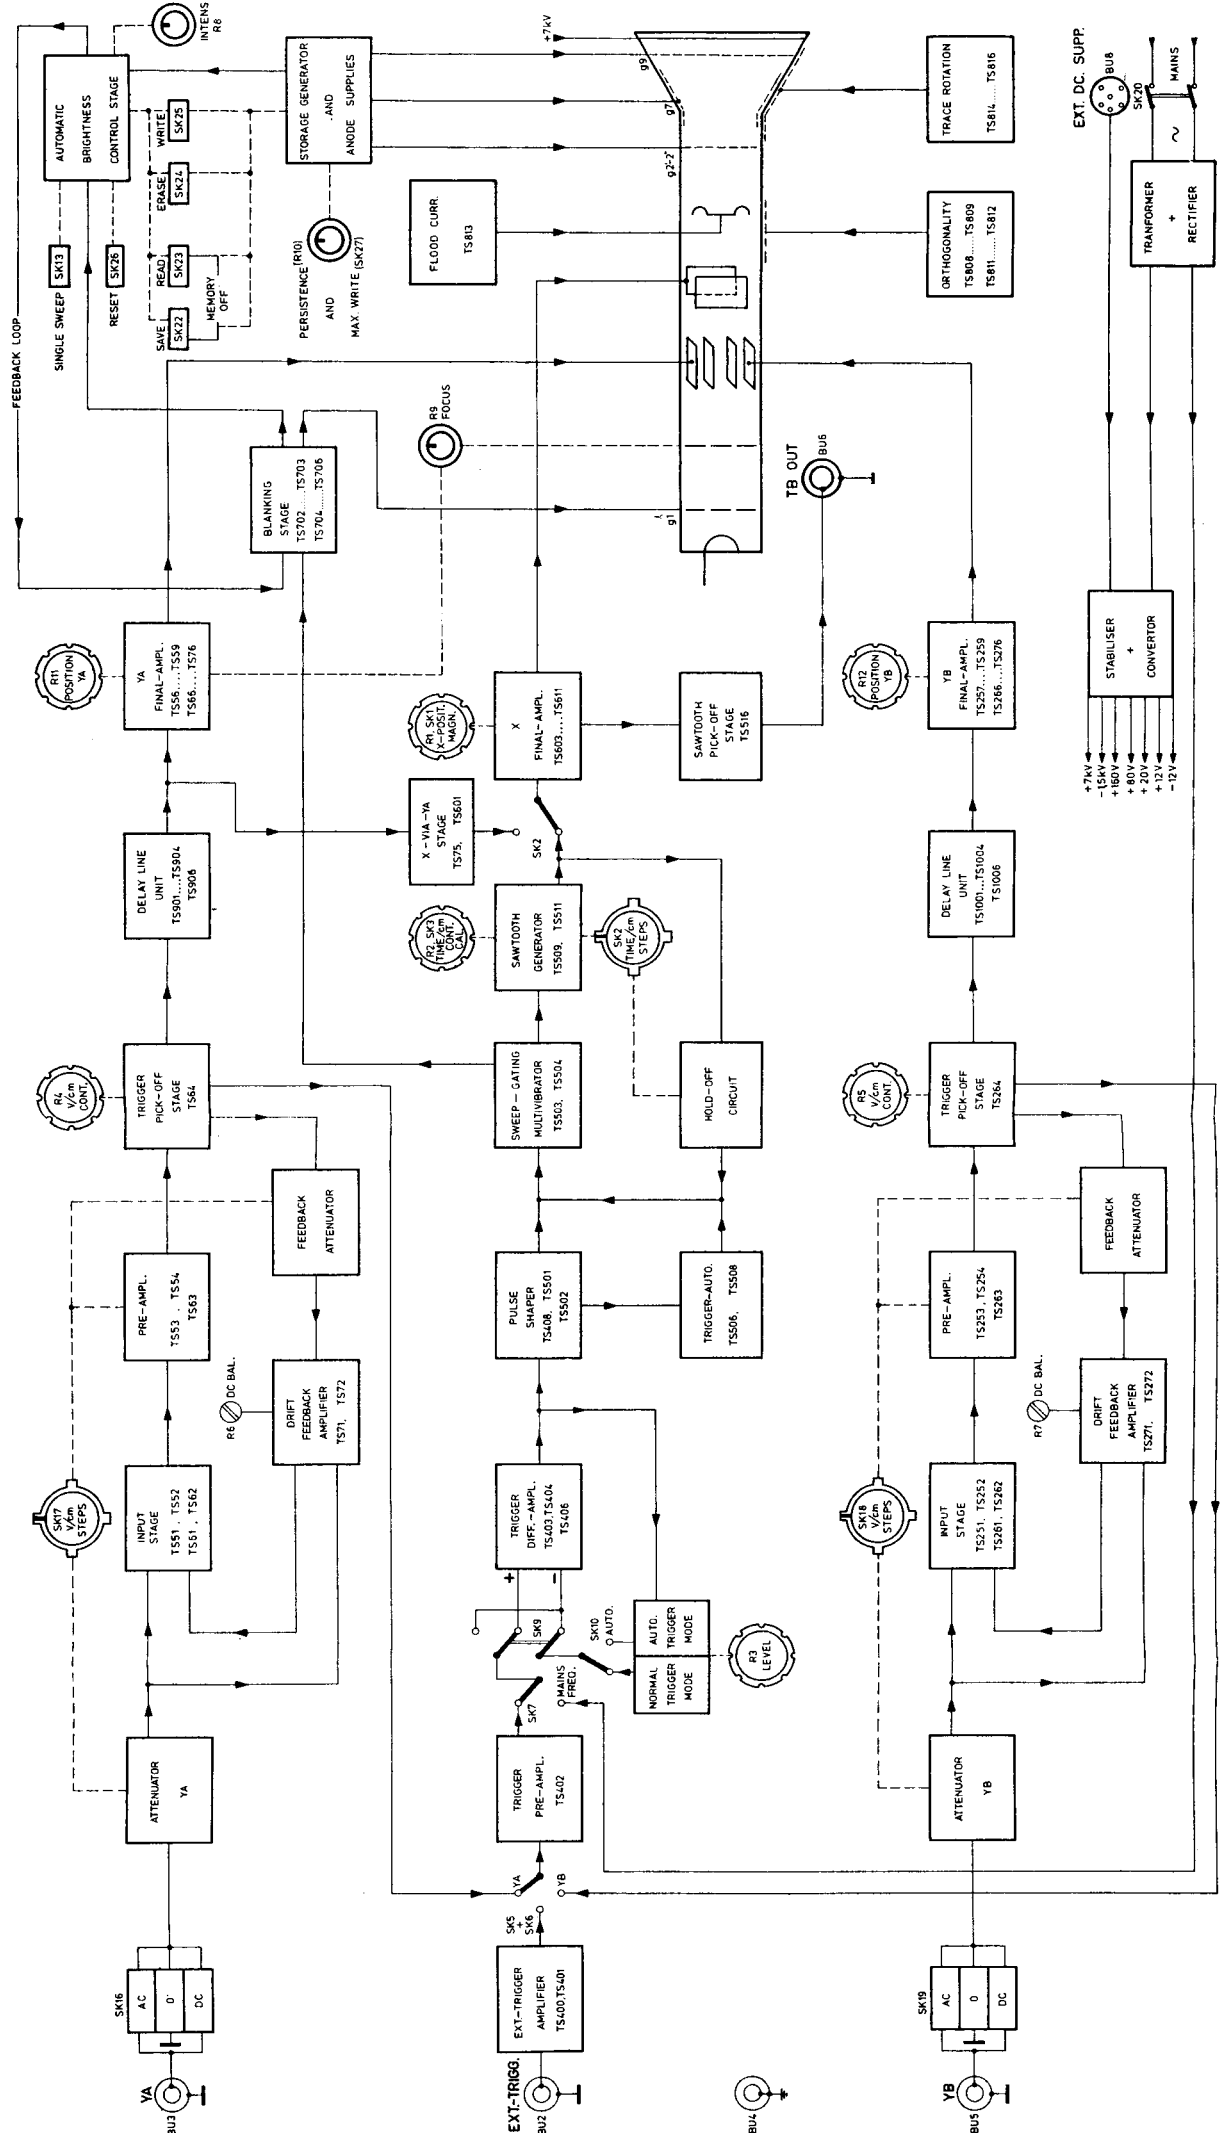 YA
BU3
SK16
AC
0
DC
ATTENUATOR
YA
SK17
V/cm
STEPS
INPUT
STAGE
TS51, TS52
TS61, TS62
PRE-AMPL.
TS53, TS54
TS63
R6
DC BAL.
DRIFT
FEEDBACK
AMPLIFIER
TS71, TS72
FEEDBACK
ATTENUATOR
R4
V/cm
CONT.
TRIGGER
PICK-OFF
STAGE
TS64
DELAY LINE
UNIT
TS901...TS904
TS906
R11
POSITION
YA
YA
FINAL-AMPL.
TS56....TS59
TS66....TS76
FEEDBACK LOOP
BLANKING
STAGE
TS702.....TS703
TS704.....TS706
SINGLE SWEEP
SK13
RESET
SK26
AUTOMATIC
BRIGHTNESS
CONTROL STAGE
INTENS
R8
SAVE
SK22
READ
SK23
ERASE
SK24
WRITE
SK25
MEMORY
OFF
STORAGE GENERATOR
AND
ANODE SUPPLIES
PERSISTENCE (R10)
AND
MAX. WRITE (SK27)
R9
FOCUS
FLOOD CURR.
TS813
EXT.-TRIGG.
BU2
EXT.-TRIGGER
AMPLIFIER
TS400,TS401
SK5
+
SK6
YA
YB
TRIGGER
PRE-AMPL.
TS402
SK7
MAINS
FREQ.
SK9
+
-
SK10
AUTO.
NORMAL
TRIGGER
MODE
AUTO.
TRIGGER
MODE
R3
LEVEL
TRIGGER
DIFF.-AMPL.
TS403,TS404
TS406
PULSE
SHAPER
TS408, TS501
TS502
TRIGGER-AUTO.
TS506, TS508
SWEEP-GATING
MULTIVIBRATOR
TS503, TS504
HOLD-OFF
CIRCUIT
R2, SK3
TIME/cm
CONT.
CAL
SAWTOOTH
GENERATOR
TS509, TS511
SK2
TIME/cm
STEPS
X-VIA-YA
STAGE
TS75, TS601
SK2
R1, SK1
X-POSIT.
MAGN.
X
FINAL-AMPL.
TS603....TS611
SAWTOOTH
PICK-OFF
STAGE
TS516
TB OUT
BU6
g1
g2-2"
g7
g9
+7kV
TRACE ROTATION
TS814.....TS816
ORTHOGONALITY
TS808.....TS809
TS811.....TS812
BU4
YB
BU5
SK19
AC
0
DC
ATTENUATOR
YB
SK18
V/cm
STEPS
INPUT
STAGE
TS251, TS252
TS261, TS262
PRE-AMPL.
TS253, TS254
TS263
R7
DC BAL.
DRIFT
FEEDBACK
AMPLIFIER
TS271, TS272
FEEDBACK
ATTENUATOR
R5
V/cm
CONT.
TRIGGER
PICK-OFF
STAGE
TS264
DELAY LINE
UNIT
TS1001...TS1004
TS1006
R12
POSITION
YB
YB
FINAL-AMPL.
TS257....TS259
TS266....TS276
+7kV
-1,5kV
+160V
+80V
+20V
+12V
-12V
STABILISER
+
CONVERTOR
TRANFORMER
+
RECTIFIER
EXT. DC. SUPP.
BU8
SK20
MAINS
~